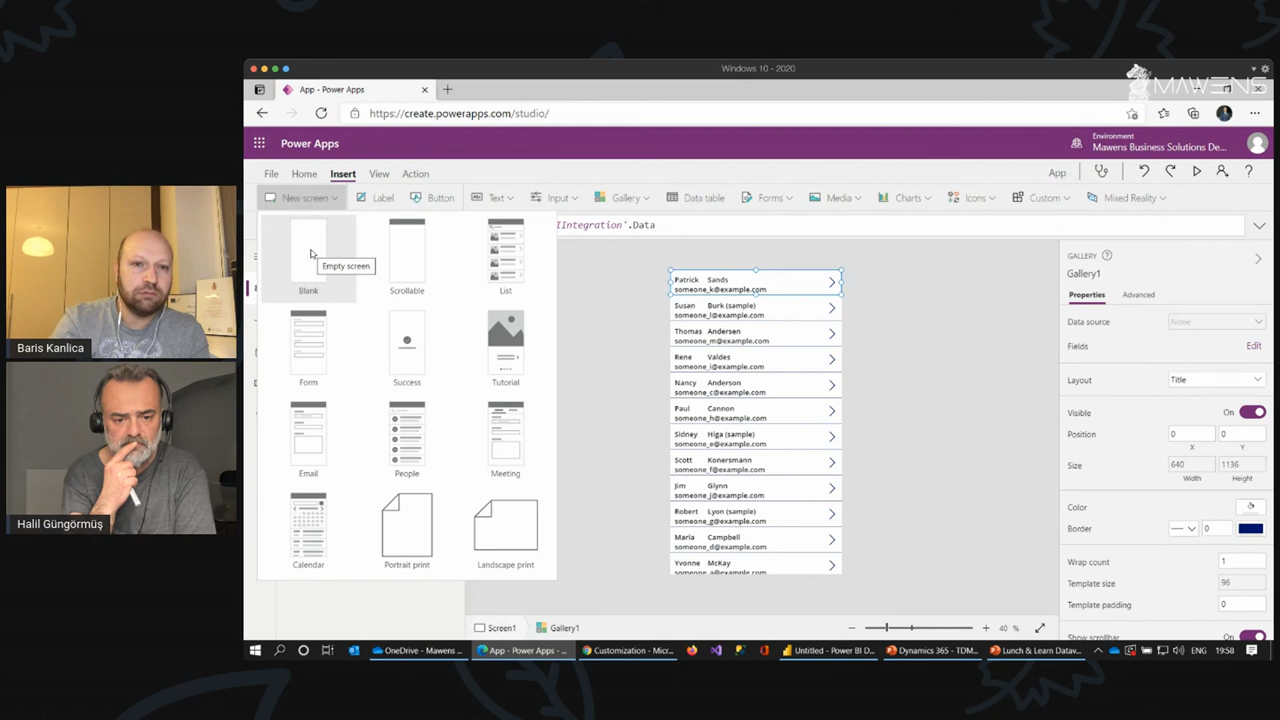 Windows 10 - 2020
MAWENS
App - Power Apps
https://create.powerapps.com/studio/
Power Apps
Environment
Mawens Business Solutions De...
File Home Insert View Action App
New screen Label Button Text Input Gallery Data table Forms Media Charts Icons Custom Mixed Reality
Integration'.Data
Blank
Empty screen
Scrollable
List
Form
Success
Tutorial
Email
People
Meeting
Calendar
Portrait print
Landscape print
Patrick Sands
someone_k@example.com
Susan Burk (sample)
someone_l@example.com
Thomas Andersen
someone_m@example.com
Rene Valdes
someone_i@example.com
Nancy Anderson
someone_c@example.com
Paul Cannon
someone_h@example.com
Sidney Higa (sample)
someone_e@example.com
Scott Konersmann
someone_f@example.com
Jim Glynn
someone_j@example.com
Robert Lyon (sample)
someone_g@example.com
Maria Campbell
someone_d@example.com
Yvonne McKay
someone_a@example.com
GALLERY
Gallery1
Properties Advanced
Data source None
Fields Edit
Layout Title
Visible On
Position 0 0
X Y
Size 640 1136
Width Height
Color
Border 0
Wrap count 1
Template size 96
Template padding 0
Show scrollbar On
Screen1 Gallery1
40 %
Baris Kanlica
Halil Güngörmüş
OneDrive - Mawens ...
App - Power Apps - ...
Customization - Micr...
Untitled - Power BI D...
Dynamics 365 - TDM...
Lunch & Learn Datav...
ENG 19:58